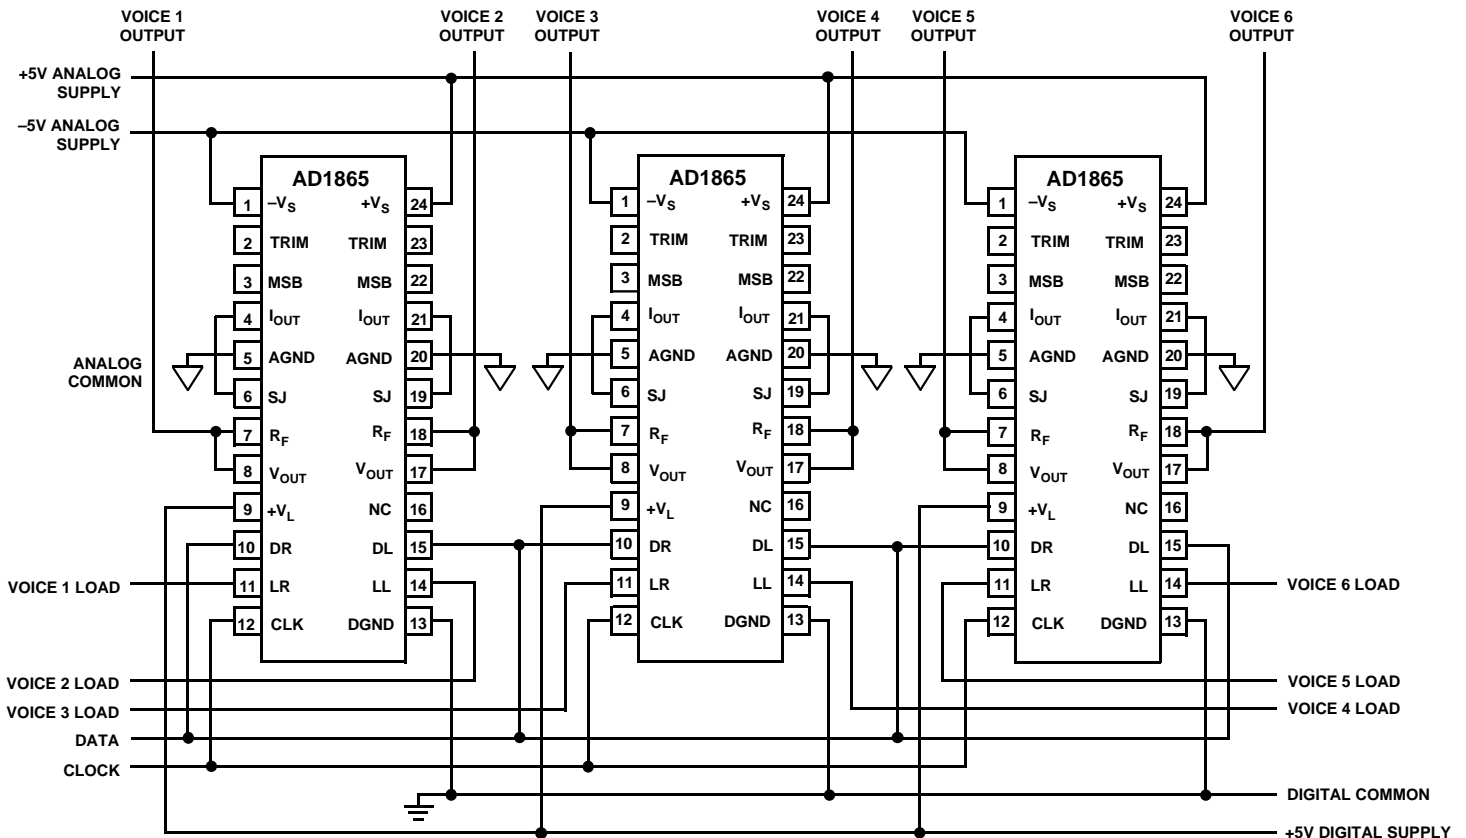 VOICE 1
OUTPUT
VOICE 2
OUTPUT
VOICE 3
OUTPUT
VOICE 4
OUTPUT
VOICE 5
OUTPUT
VOICE 6
OUTPUT
+5V ANALOG
SUPPLY
–5V ANALOG
SUPPLY
ANALOG
COMMON
AD1865
1 –VS +VS 24
2 TRIM TRIM 23
3 MSB MSB 22
4 IOUT IOUT 21
5 AGND AGND 20
6 SJ SJ 19
7 RF RF 18
8 VOUT VOUT 17
9 +VL NC 16
10 DR DL 15
11 LR LL 14
12 CLK DGND 13
AD1865
1 –VS +VS 24
2 TRIM TRIM 23
3 MSB MSB 22
4 IOUT IOUT 21
5 AGND AGND 20
6 SJ SJ 19
7 RF RF 18
8 VOUT VOUT 17
9 +VL NC 16
10 DR DL 15
11 LR LL 14
12 CLK DGND 13
AD1865
1 –VS +VS 24
2 TRIM TRIM 23
3 MSB MSB 22
4 IOUT IOUT 21
5 AGND AGND 20
6 SJ SJ 19
7 RF RF 18
8 VOUT VOUT 17
9 +VL NC 16
10 DR DL 15
11 LR LL 14
12 CLK DGND 13
VOICE 1 LOAD
VOICE 6 LOAD
VOICE 2 LOAD
VOICE 5 LOAD
VOICE 3 LOAD
VOICE 4 LOAD
DATA
CLOCK
DIGITAL COMMON
+5V DIGITAL SUPPLY